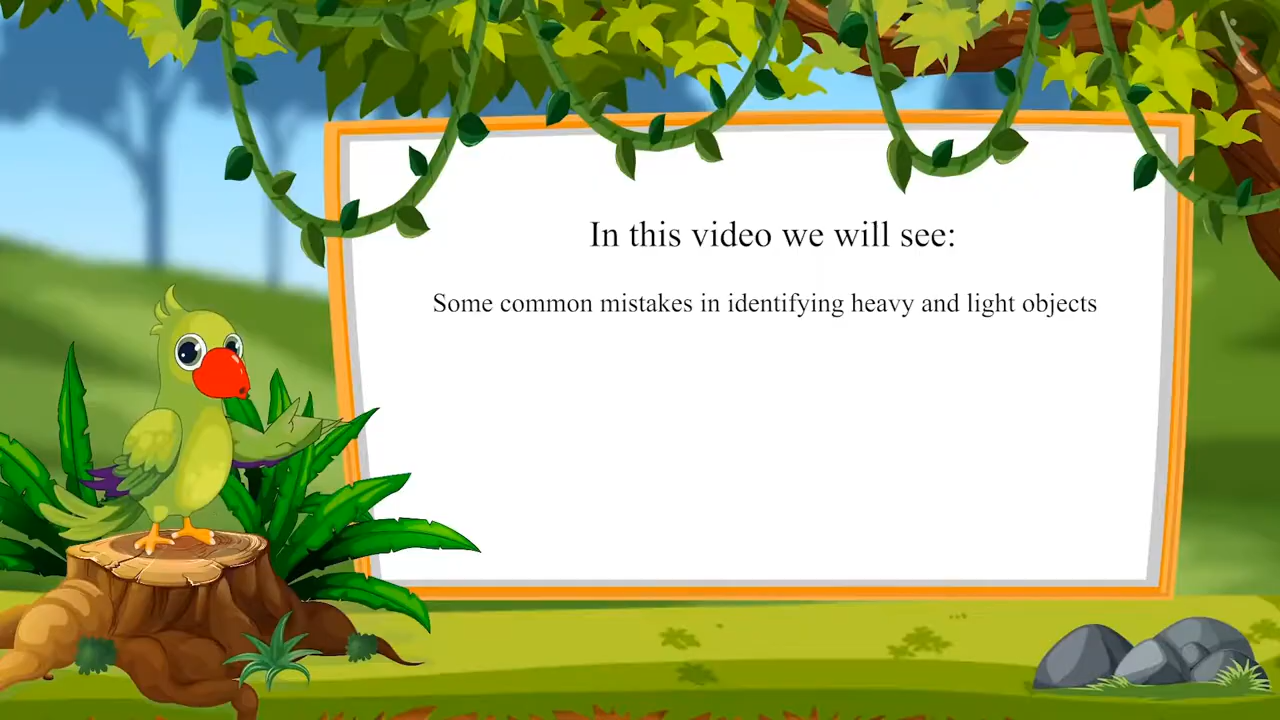 In this video we will see:
Some common mistakes in identifying heavy and light objects